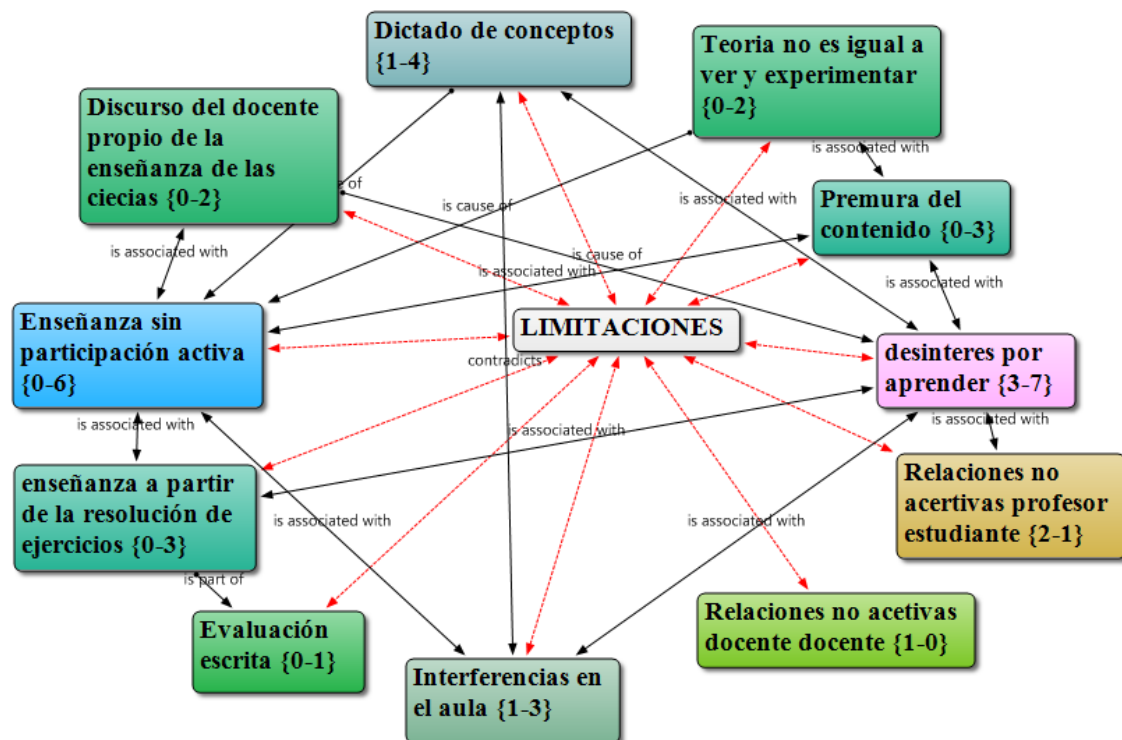 Dictado de conceptos
{1-4}
Teoria no es igual a
ver y experimentar
{0-2}
Discurso del docente
propio de la
enseñanza de las
ciecias {0-2}
is associated with
Premura del
contenido {0-3}
of
is cause of
is associated with
is associated with
is cause of
is associated with
is associated with
Enseñanza sin
participación activa
{0-6}
LIMITACIONES
desinteres por
aprender {3-7}
contradicts
is associated with
is associated with
is associated with
enseñanza a partir
de la resolución de
ejercicios {0-3}
Relaciones no
acertivas profesor
estudiante {2-1}
is associated with
is associated with
is part of
Evaluación
escrita {0-1}
Relaciones no acetivas
docente docente {1-0}
Interferencias en
el aula {1-3}